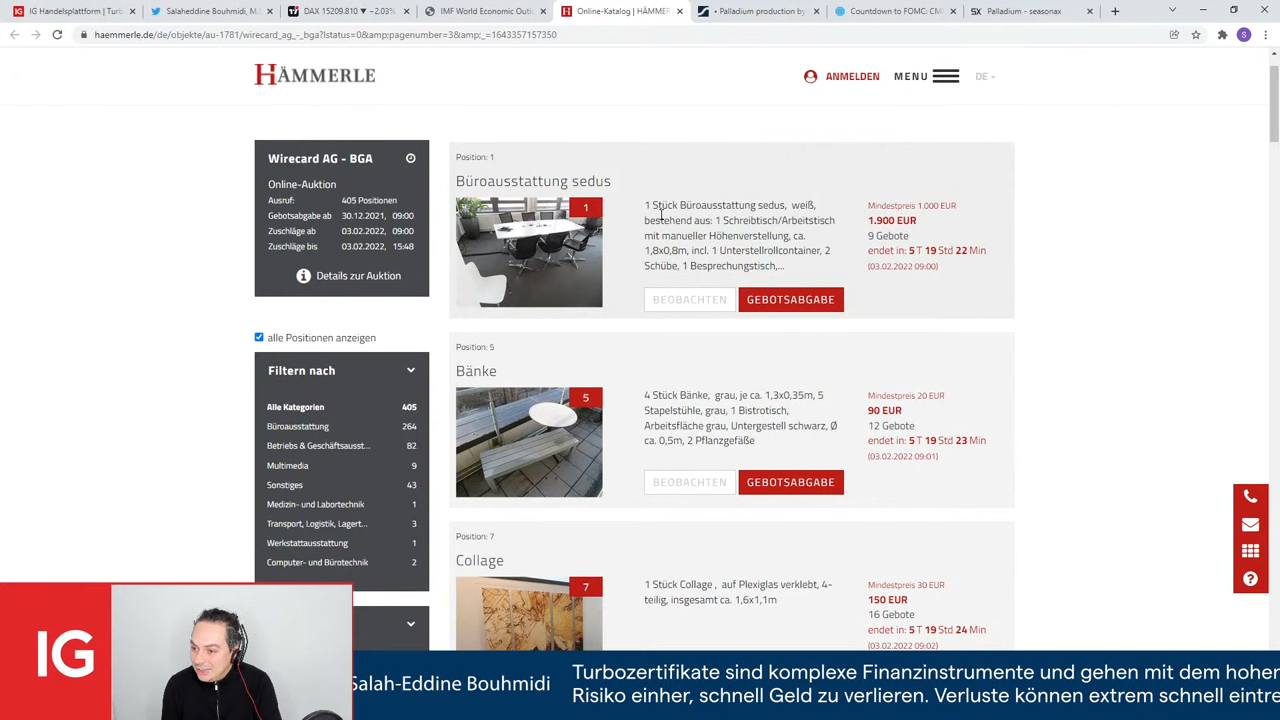 IG Handelsplattform | Turb
Salaheddine Bouhmidi, M.S
DAX 15209.810 ▼ −2.03%
IMF World Economic Outlo
Online-Katalog | HÄMMER
• Palladium production by
Countdown to FOMC: CM
Palladium - seasonax
haemmerle.de/de/objekte/au-1781/wirecard_ag_-_bga?lstatus=0&amp;pagenumber=3&amp;_=1643357157350
HÄMMERLE
ANMELDEN
MENU
DE
Wirecard AG - BGA
Online-Auktion
Ausruf: 405 Positionen
Gebotsabgabe ab 30.12.2021, 09:00
Zuschläge ab 03.02.2022, 09:00
Zuschläge bis 03.02.2022, 15:48
Details zur Auktion
alle Positionen anzeigen
Filtern nach
Alle Kategorien 405
Büroausstattung 264
Betriebs & Geschäftsausst... 82
Multimedia 9
Sonstiges 43
Medizin- und Labortechnik 1
Transport, Logistik, Lagert... 3
Werkstattausstattung 1
Computer- und Bürotechnik 2
Position: 1
Büroausstattung sedus
1
1 Stück Büroausstattung sedus, weiß,
bestehend aus: 1 Schreibtisch/Arbeitstisch
mit manueller Höhenverstellung, ca.
1,8x0,8m, incl. 1 Unterstellrollcontainer, 2
Schübe, 1 Besprechungstisch,...
Mindestpreis 1.000 EUR
1.900 EUR
9 Gebote
endet in: 5 T 19 Std 22 Min
(03.02.2022 09:00)
BEOBACHTEN
GEBOTSABGABE
Position: 5
Bänke
5
4 Stück Bänke, grau, je ca. 1,3x0,35m, 5
Stapelstühle, grau, 1 Bistrotisch,
Arbeitsfläche grau, Untergestell schwarz, Ø
ca. 0,5m, 2 Pflanzgefäße
Mindestpreis 20 EUR
90 EUR
12 Gebote
endet in: 5 T 19 Std 23 Min
(03.02.2022 09:01)
BEOBACHTEN
GEBOTSABGABE
Position: 7
Collage
7
1 Stück Collage , auf Plexiglas verklebt, 4-
teilig, insgesamt ca. 1,6x1,1m
Mindestpreis 30 EUR
150 EUR
16 Gebote
endet in: 5 T 19 Std 24 Min
(03.02.2022 09:02)
IG
Salah-Eddine Bouhmidi
Turbozertifikate sind komplexe Finanzinstrumente und gehen mit dem hoher
Risiko einher, schnell Geld zu verlieren. Verluste können extrem schnell eintre